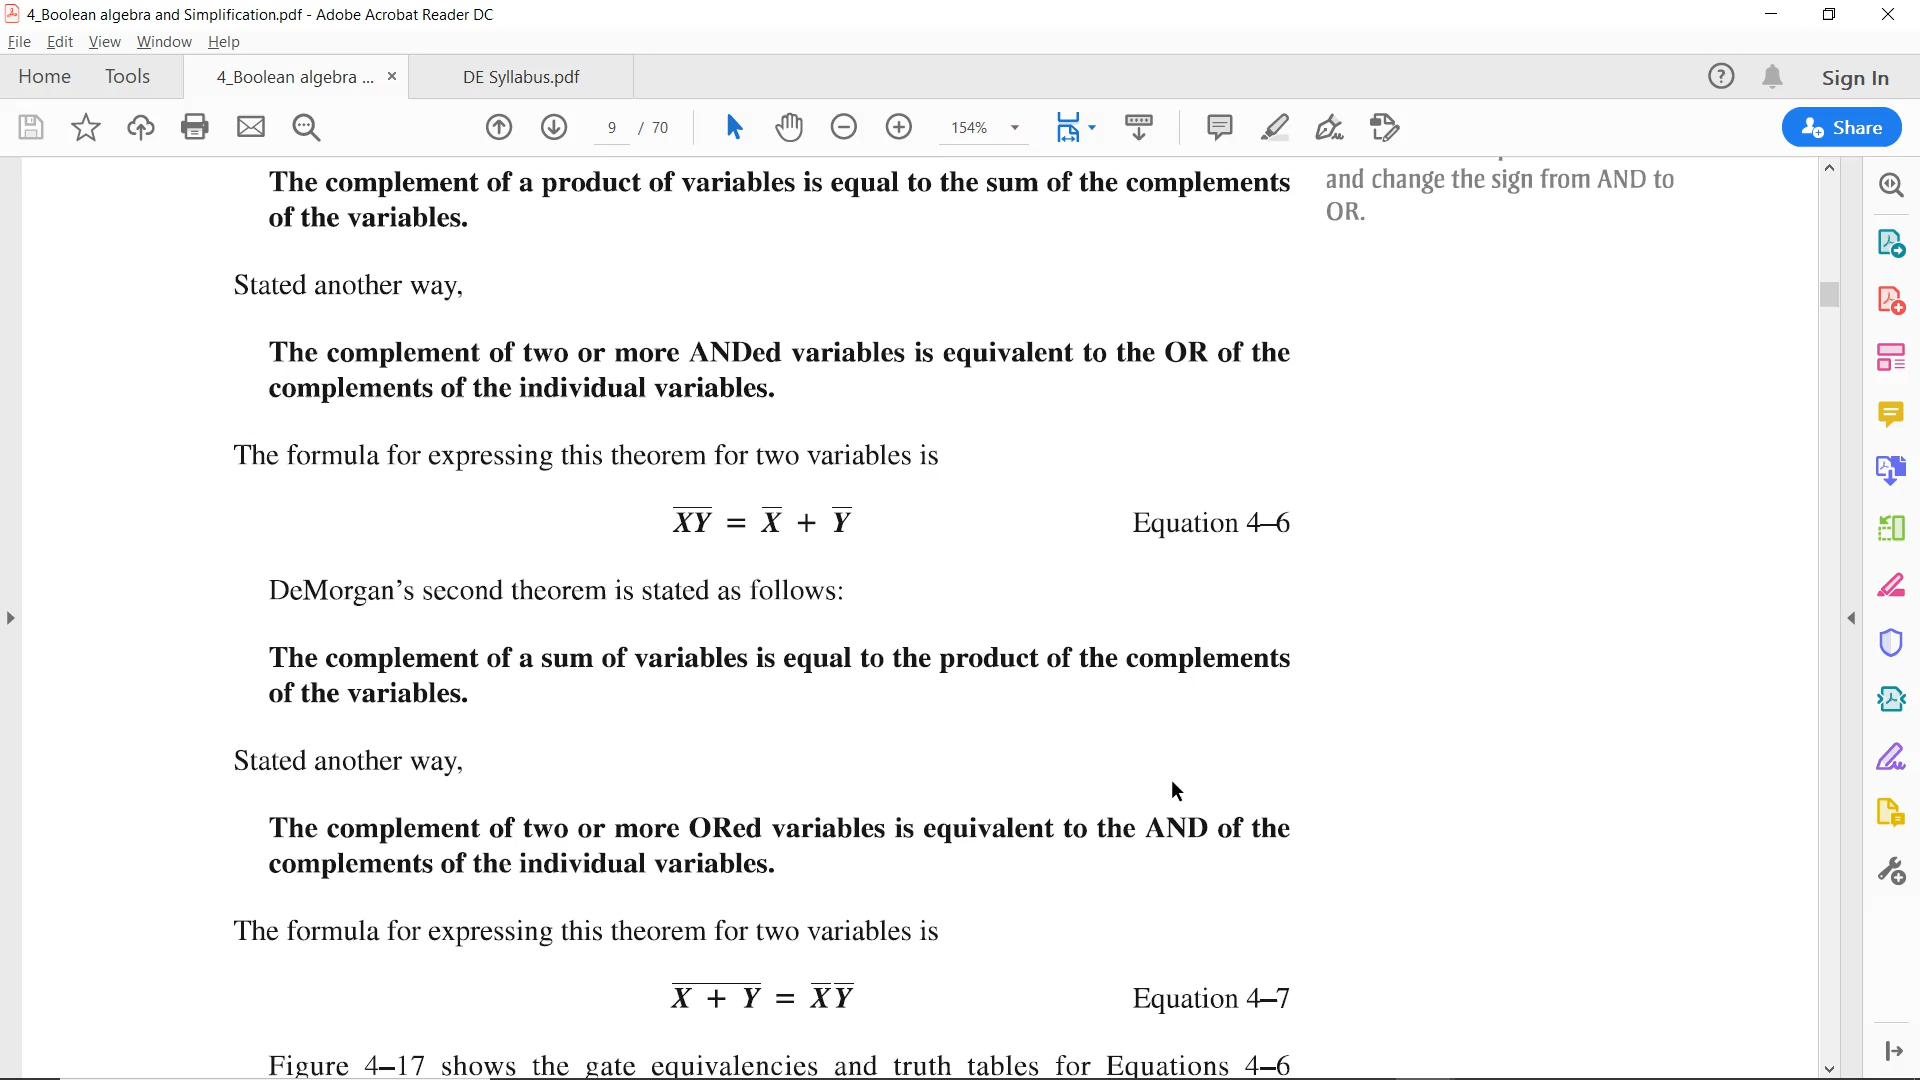 4_Boolean algebra and Simplification.pdf - Adobe Acrobat Reader DC
File Edit View Window Help
Home Tools 4_Boolean algebra ... × DE Syllabus.pdf Sign In
9 / 70 154% Share
The complement of a product of variables is equal to the sum of the complements
of the variables.
and change the sign from AND to
OR.
Stated another way,
The complement of two or more ANDed variables is equivalent to the OR of the
complements of the individual variables.
The formula for expressing this theorem for two variables is
X̅Y̅ = X̅ + Y̅ Equation 4–6
DeMorgan’s second theorem is stated as follows:
The complement of a sum of variables is equal to the product of the complements
of the variables.
Stated another way,
The complement of two or more ORed variables is equivalent to the AND of the
complements of the individual variables.
The formula for expressing this theorem for two variables is
X̅ ̅+̅ ̅Y̅ = X̅ Y̅ Equation 4–7
Figure 4–17 shows the gate equivalencies and truth tables for Equations 4–6